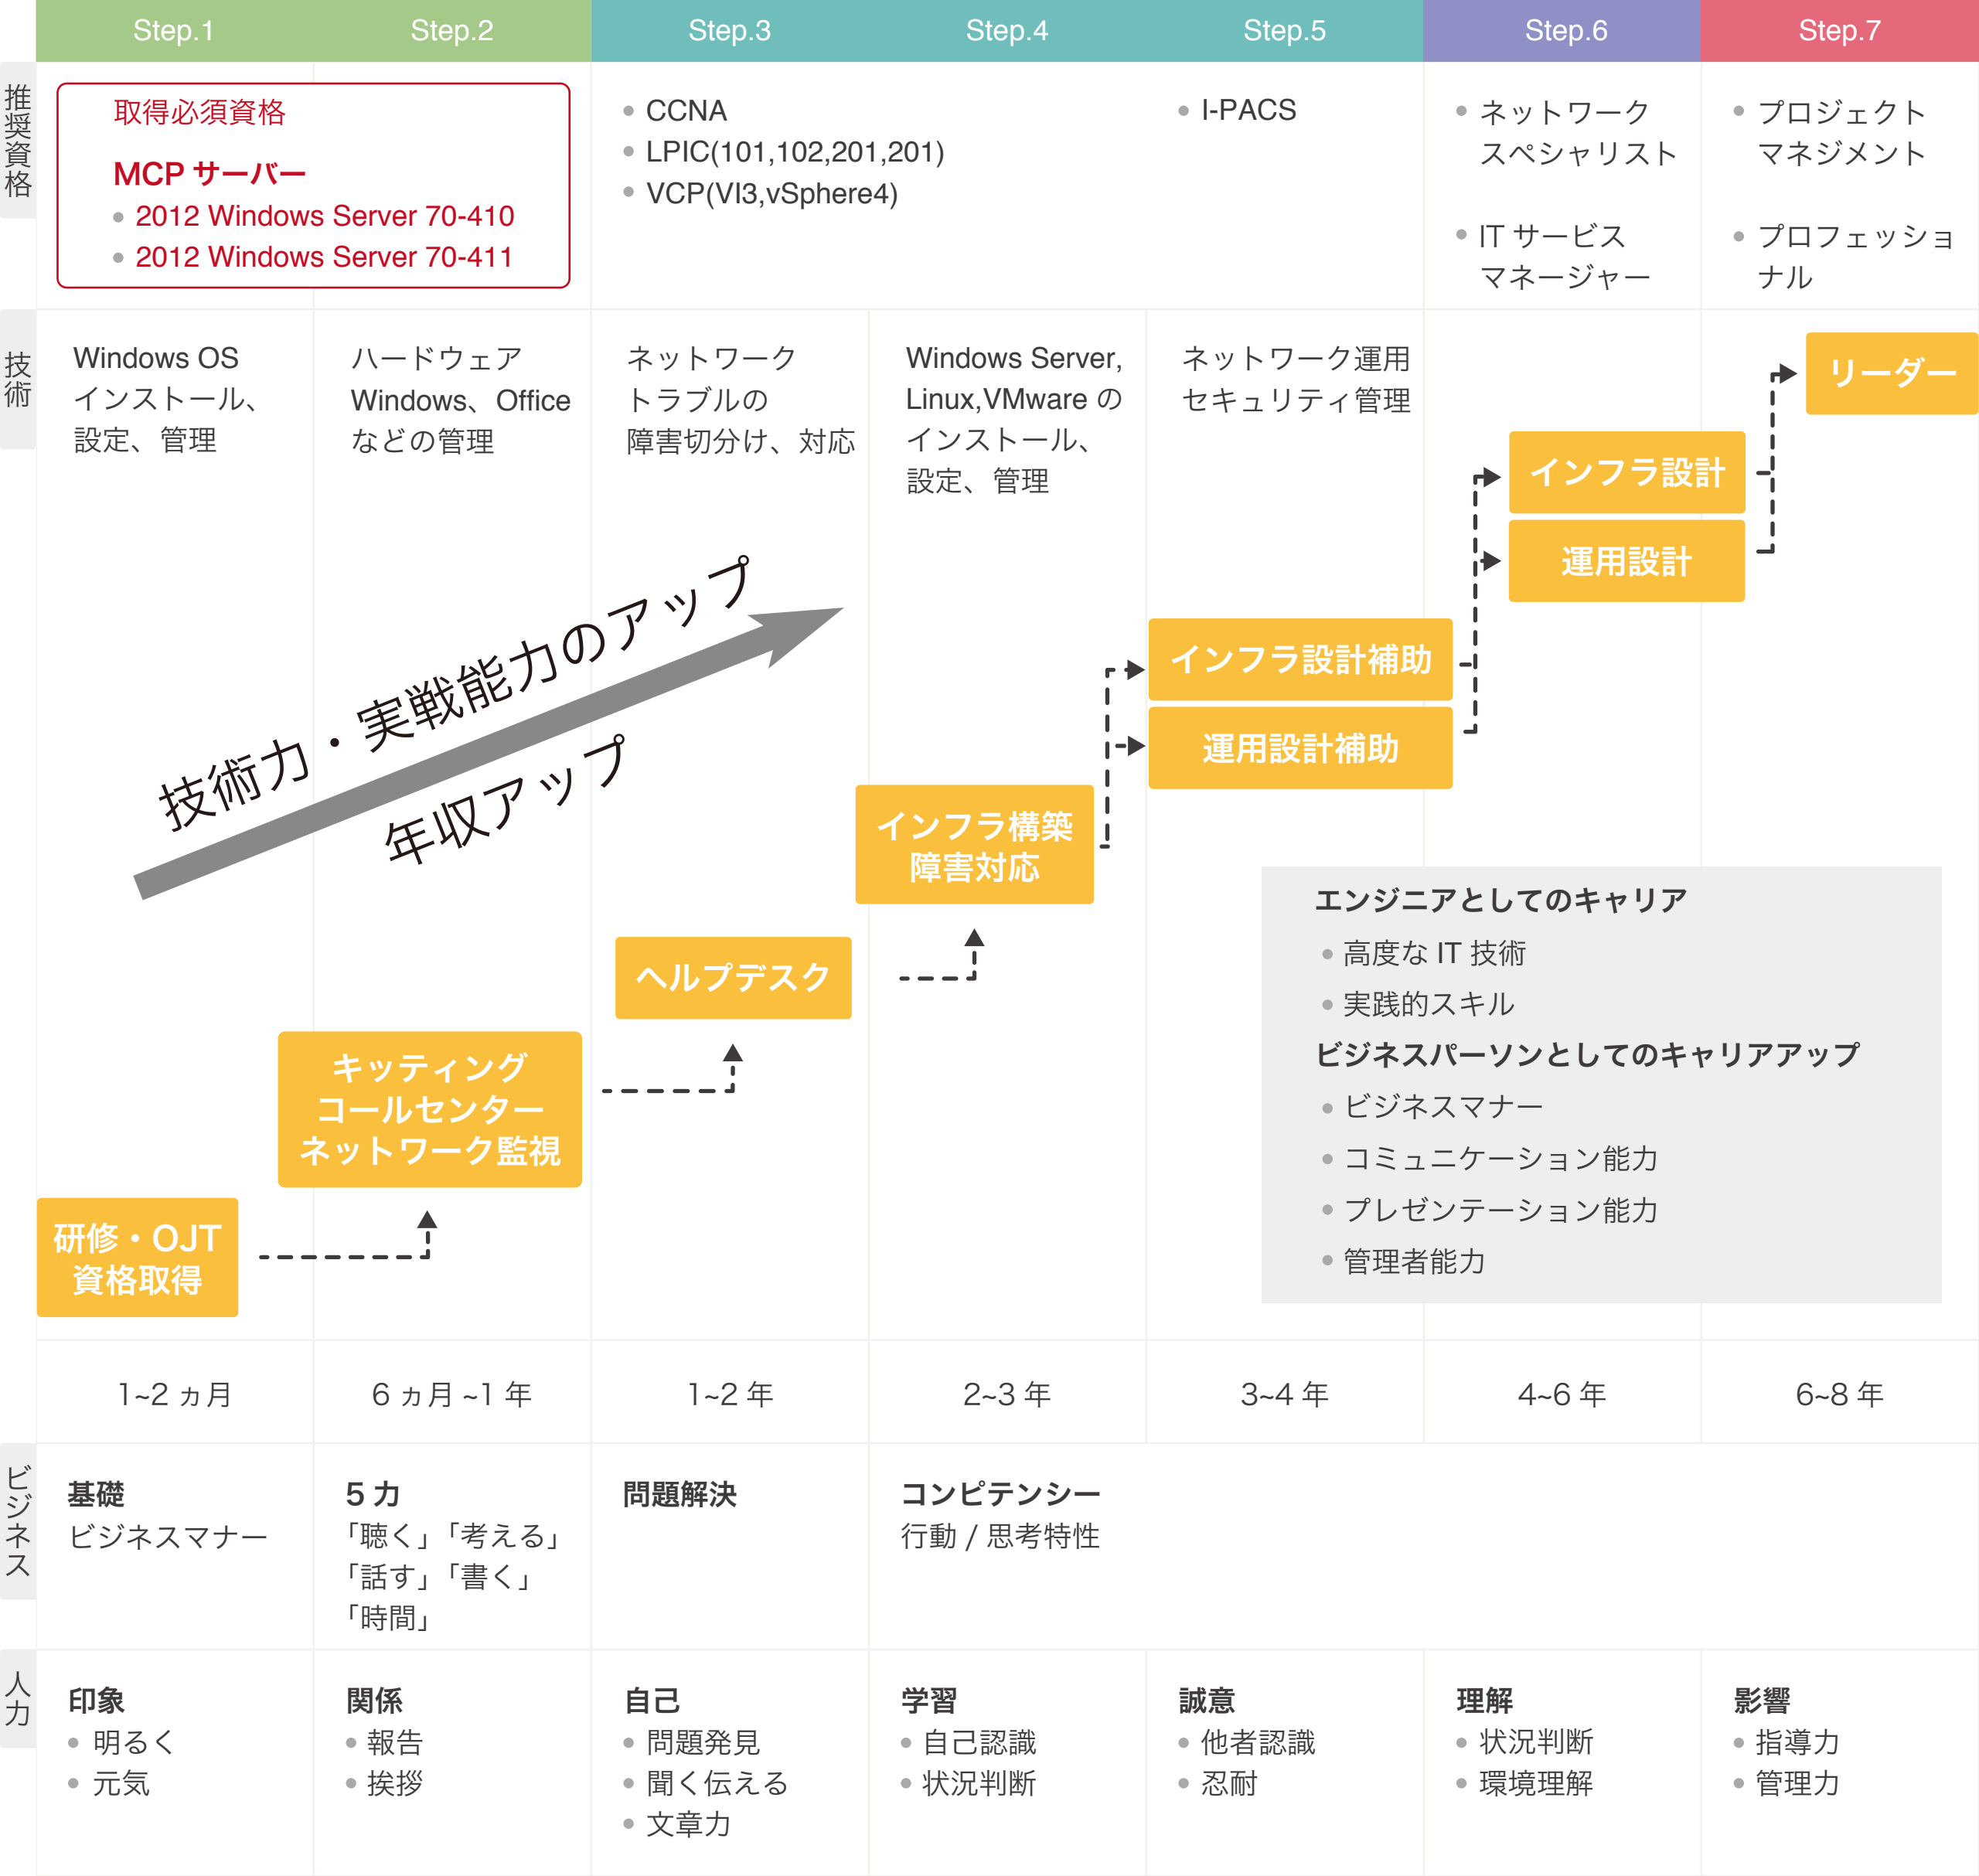 Step.1
Step.2
Step.3
Step.4
Step.5
Step.6
Step.7
推奨資格
取得必須資格
MCP サーバー
2012 Windows Server 70-410
2012 Windows Server 70-411
CCNA
LPIC(101,102,201,201)
VCP(VI3,vSphere4)
I-PACS
ネットワーク
スペシャリスト
IT サービス
マネージャー
プロジェクト
マネジメント
プロフェッショ
ナル
技術
Windows OS
インストール、
設定、管理
ハードウェア
Windows、Office
などの管理
ネットワーク
トラブルの
障害切分け、対応
Windows Server,
Linux,VMware の
インストール、
設定、管理
ネットワーク運用
セキュリティ管理
リーダー
インフラ設計
運用設計
インフラ設計補助
運用設計補助
インフラ構築
障害対応
ヘルプデスク
キッティング
コールセンター
ネットワーク監視
研修・OJT
資格取得
技術力・実戦能力のアップ
年収アップ
エンジニアとしてのキャリア
高度な IT 技術
実践的スキル
ビジネスパーソンとしてのキャリアアップ
ビジネスマナー
コミュニケーション能力
プレゼンテーション能力
管理者能力
1~2 ヵ月
6 ヵ月 ~1 年
1~2 年
2~3 年
3~4 年
4~6 年
6~8 年
ビジネス
基礎
ビジネスマナー
5 力
「聴く」「考える」
「話す」「書く」
「時間」
問題解決
コンピテンシー
行動 / 思考特性
人力
印象
明るく
元気
関係
報告
挨拶
自己
問題発見
聞く伝える
文章力
学習
自己認識
状況判断
誠意
他者認識
忍耐
理解
状況判断
環境理解
影響
指導力
管理力